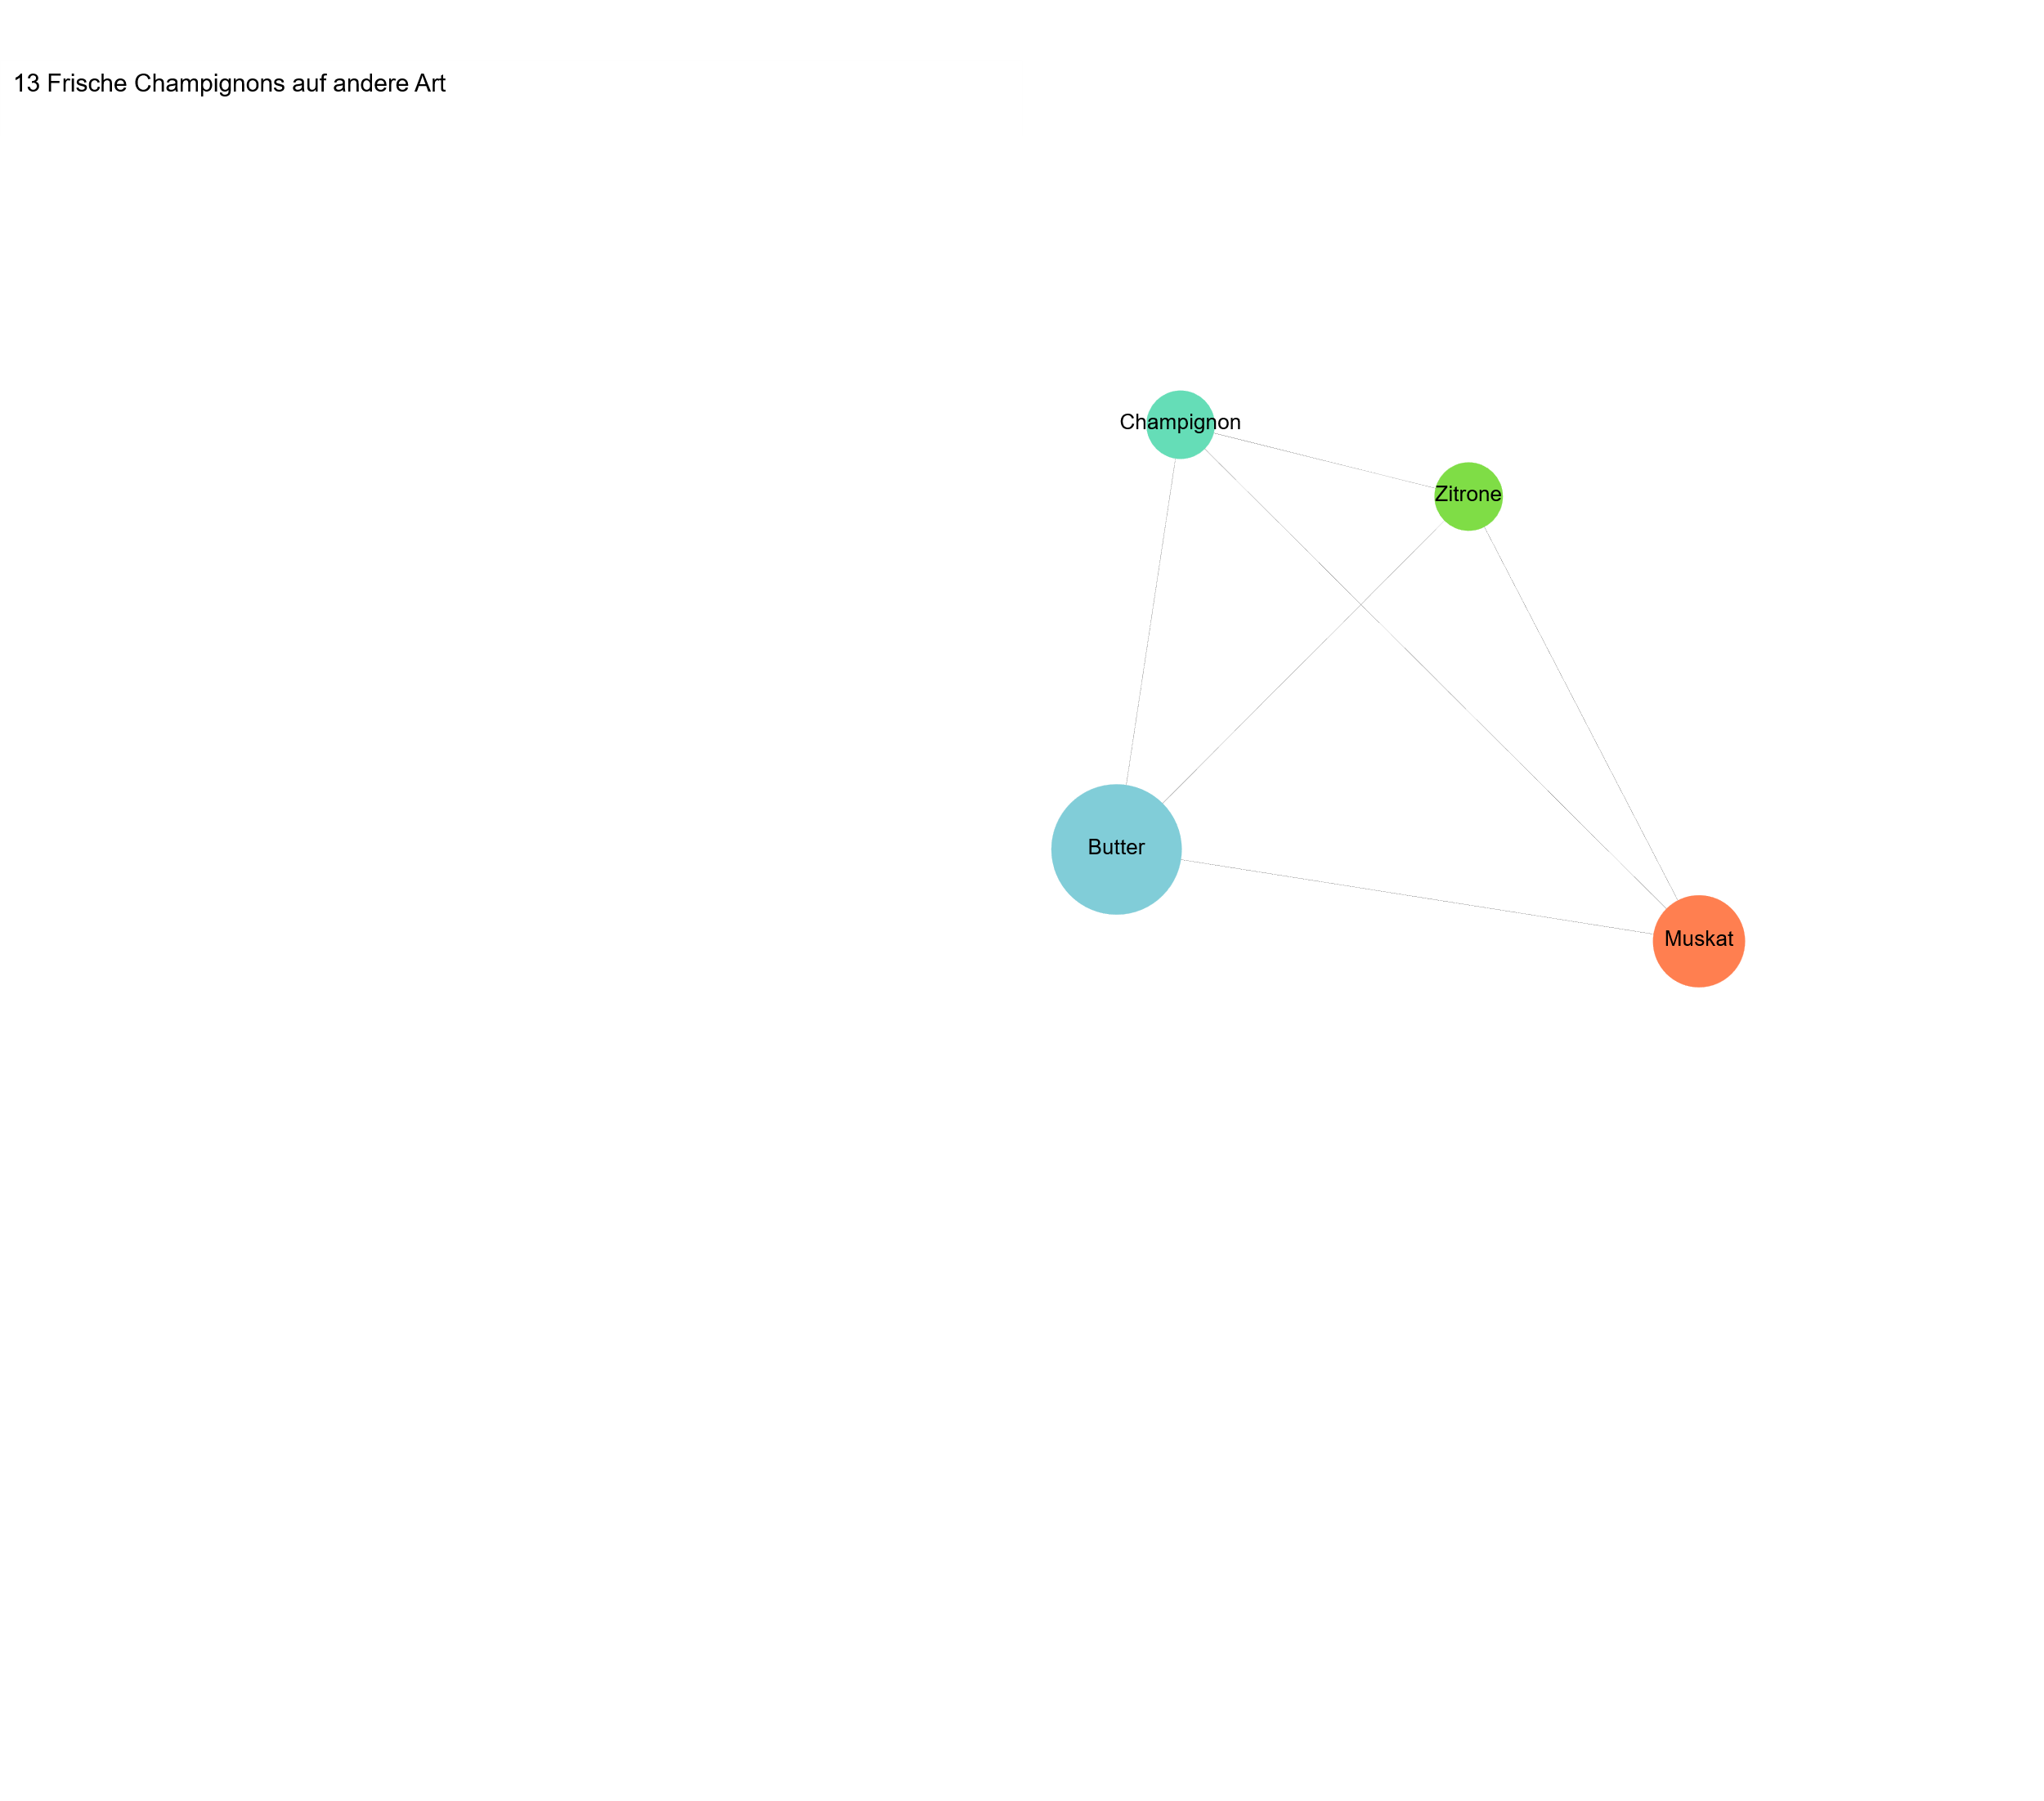 13 Frische Champignons auf andere Art
Champignon
Zitrone
Butter
Muskat